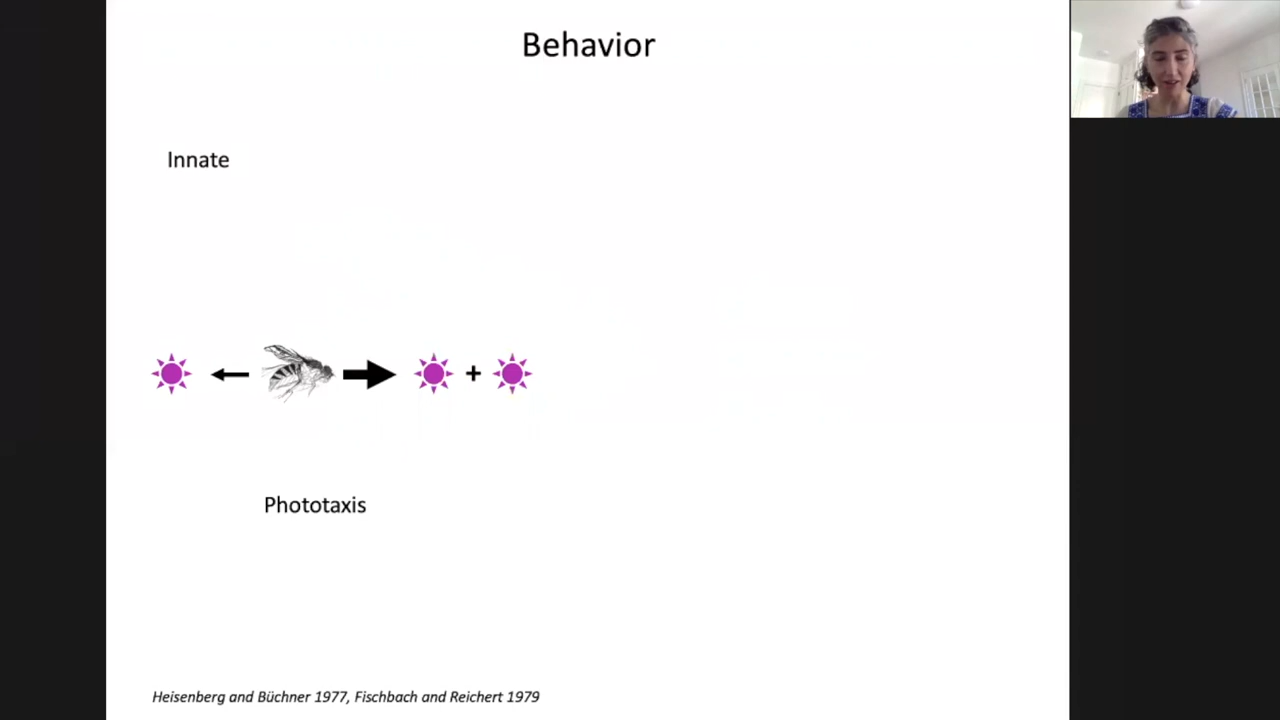 Behavior
Innate
+
Phototaxis
Heisenberg and Büchner 1977, Fischbach and Reichert 1979